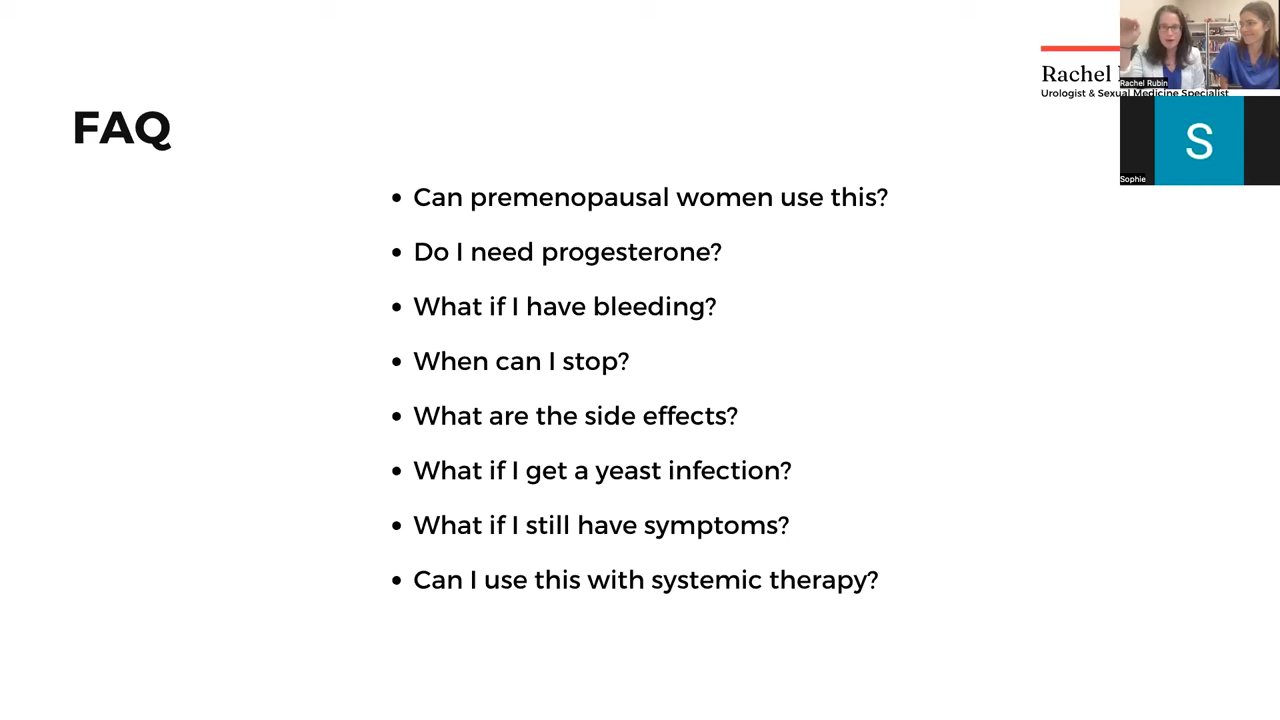 Rachel
Urologist & Sexual Medicine Specialist
FAQ
• Can premenopausal women use this?
• Do I need progesterone?
• What if I have bleeding?
• When can I stop?
• What are the side effects?
• What if I get a yeast infection?
• What if I still have symptoms?
• Can I use this with systemic therapy?
Rachel Rubin
S
Sophie